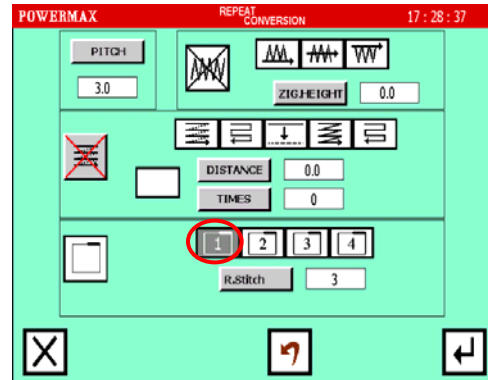 POWERMAX
REPEAT
CONVERSION
17 : 28 : 37
PITCH
3.0
ZIG.HEIGHT
0.0
DISTANCE
0.0
TIMES
0
1
2
3
4
R.Stitch
3